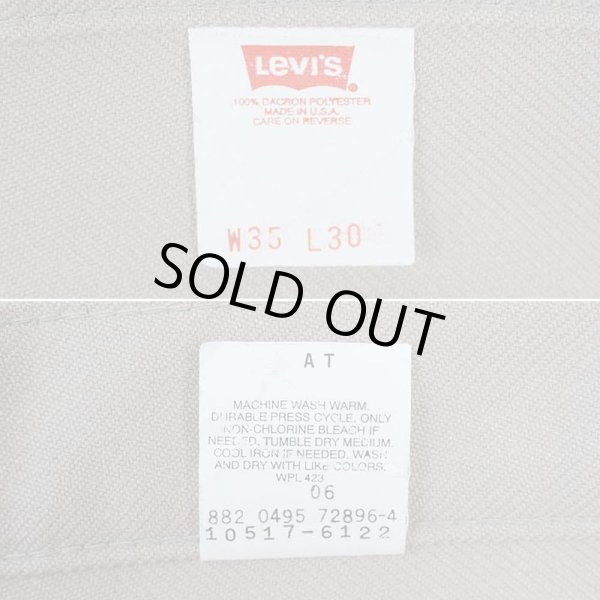 Levi's
100% DACRON POLYESTER
MADE IN U.S.A.
CARE ON REVERSE
W35 L30
SOLD OUT
AT
MACHINE WASH WARM.
DURABLE PRESS CYCLE. ONLY
NON-CHLORINE BLEACH IF
NEEDED. TUMBLE DRY MEDIUM.
COOL IRON IF NEEDED. WASH
AND DRY WITH LIKE COLORS.
WPL 423
06
882 0495 72896-4
10517-6122